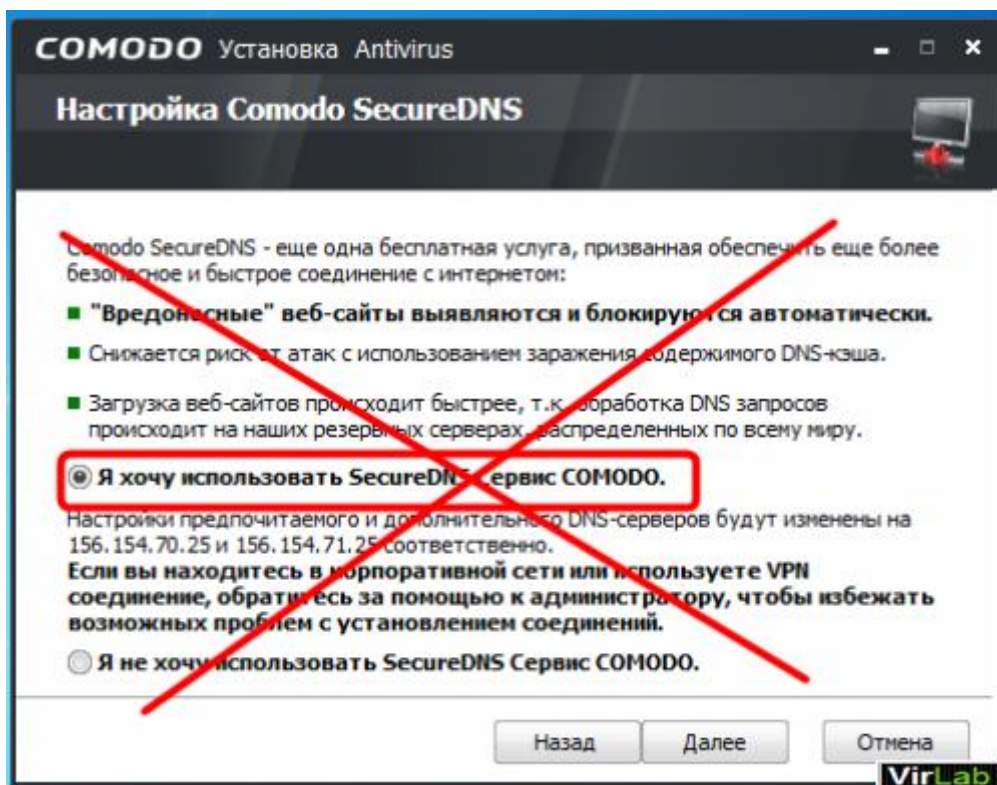 COMODO Установка Antivirus
Настройка Comodo SecureDNS
Comodo SecureDNS - еще одна бесплатная услуга, призванная обеспечить еще более
безопасное и быстрое соединение с интернетом:
"Вредоносные" веб-сайты выявляются и блокируются автоматически.
Снижается риск от атак с использованием заражения содержимого DNS-кэша.
Загрузка веб-сайтов происходит быстрее, т.к. обработка DNS запросов
происходит на наших резервных серверах, распределенных по всему миру.
Я хочу использовать SecureDNS Сервис COMODO.
Настройки предпочитаемого и дополнительного DNS-серверов будут изменены на
156.154.70.25 и 156.154.71.25 соответственно.
Если вы находитесь в корпоративной сети или используете VPN
соединение, обратитесь за помощью к администратору, чтобы избежать
возможных проблем с установлением соединений.
Я не хочу использовать SecureDNS Сервис COMODO.
Назад Далее Отмена
VirLab